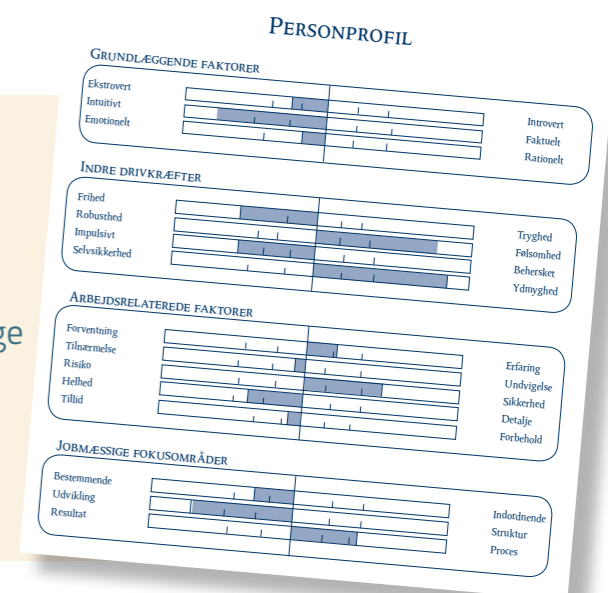 PERSONPROFIL
GRUNDLÆGGENDE FAKTORER
Ekstrovert Introvert
Intuitivt Faktuelt
Emotionelt Rationelt
INDRE DRIVKRÆFTER
Frihed Tryghed
Robusthed Følsomhed
Impulsivt Behersket
Selvsikkerhed Ydmyghed
ARBEJDSRELATEREDE FAKTORER
Forventning Erfaring
Tilnærmelse Undvigelse
Risiko Sikkerhed
Helhed Detalje
Tillid Forbehold
JOBMÆSSIGE FOKUSOMRÅDER
Bestemmende Indordnende
Udvikling Struktur
Resultat Proces
ge